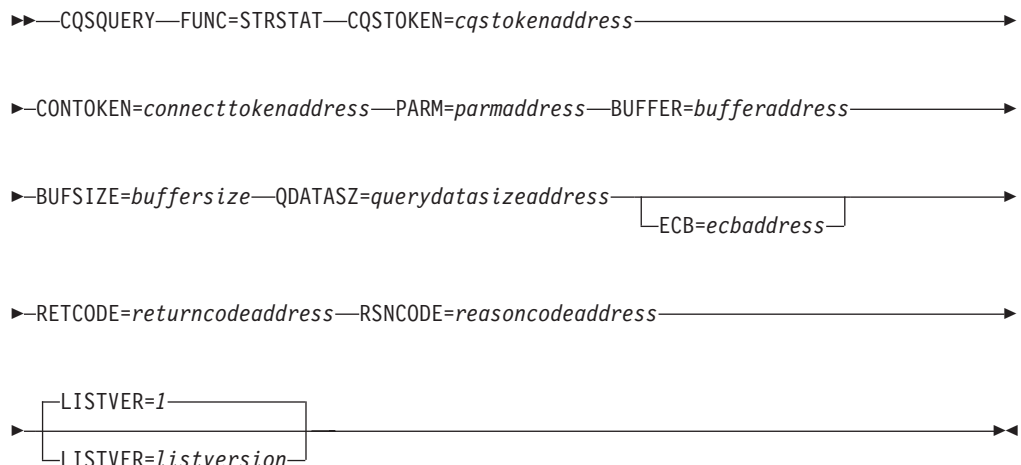 CQSQUERY FUNC=STRSTAT CQSTOKEN=cqstokenaddress
CONTOKEN=connecttokenaddress PARM=parmaddress BUFFER=bufferaddress
BUFSIZE=buffersize QDATASZ=querydatasizeaddress
ECB=ecbaddress
RETCODE=returncodeaddress RSNCODE=reasoncodeaddress
LISTVER=1
LISTVER=listversion